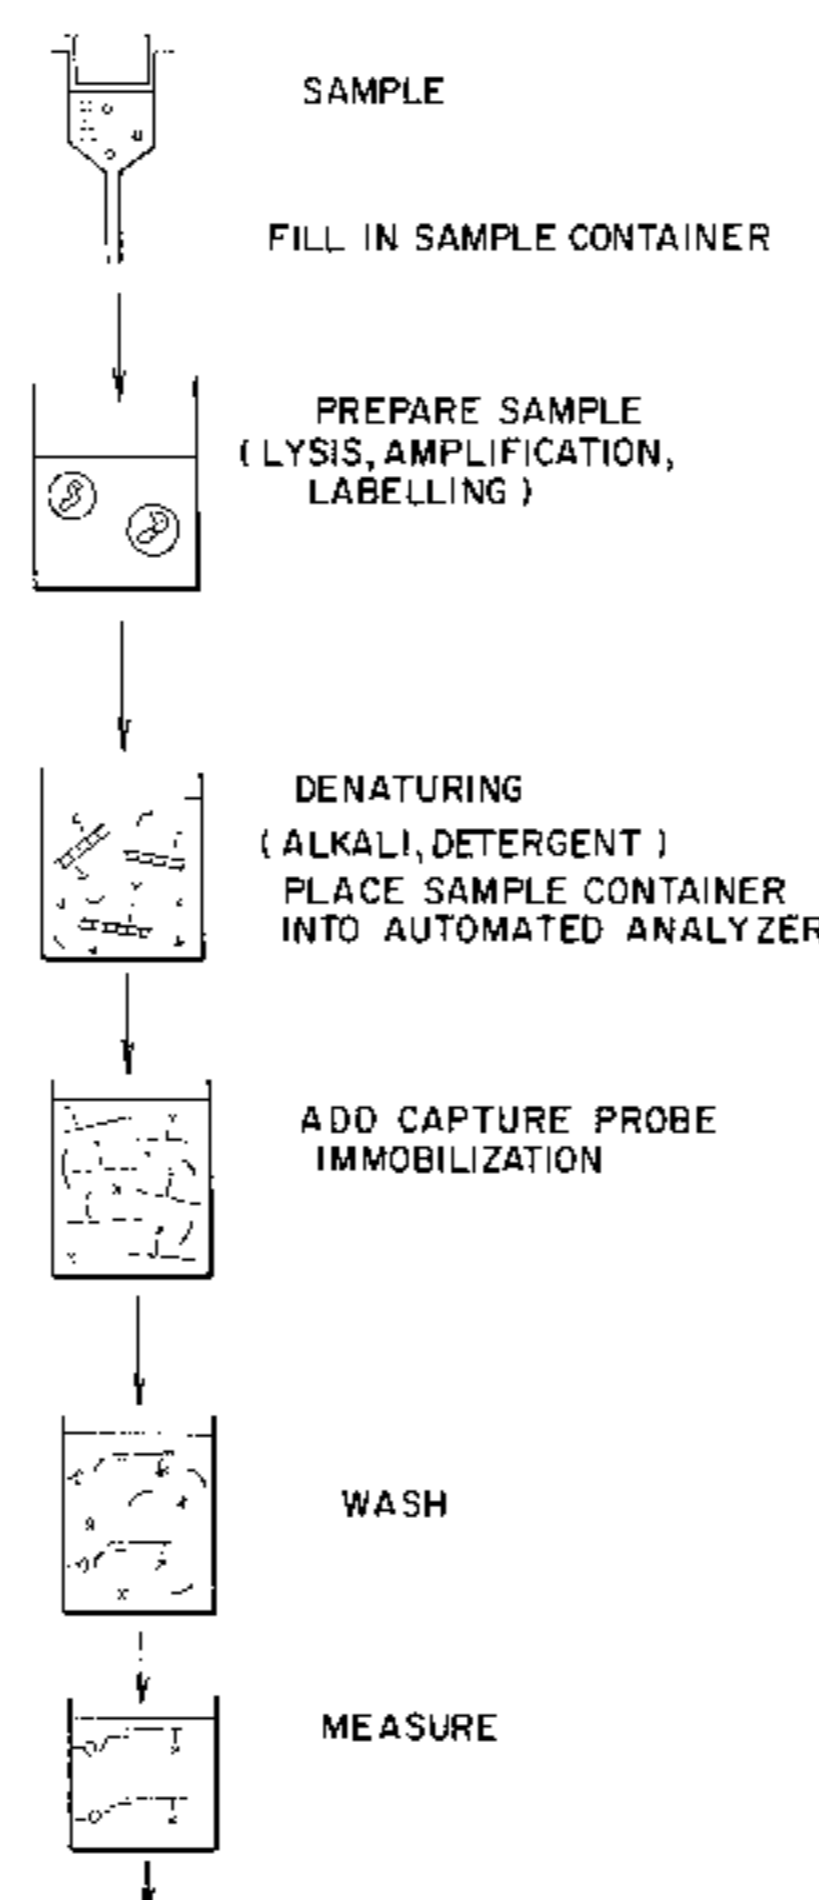 SAMPLE
FILL IN SAMPLE CONTAINER
PREPARE SAMPLE
(LYSIS, AMPLIFICATION,
LABELLING)
DENATURING
(ALKALI, DETERGENT)
PLACE SAMPLE CONTAINER
INTO AUTOMATED ANALYZER
ADD CAPTURE PROBE
IMMOBILIZATION
WASH
MEASURE